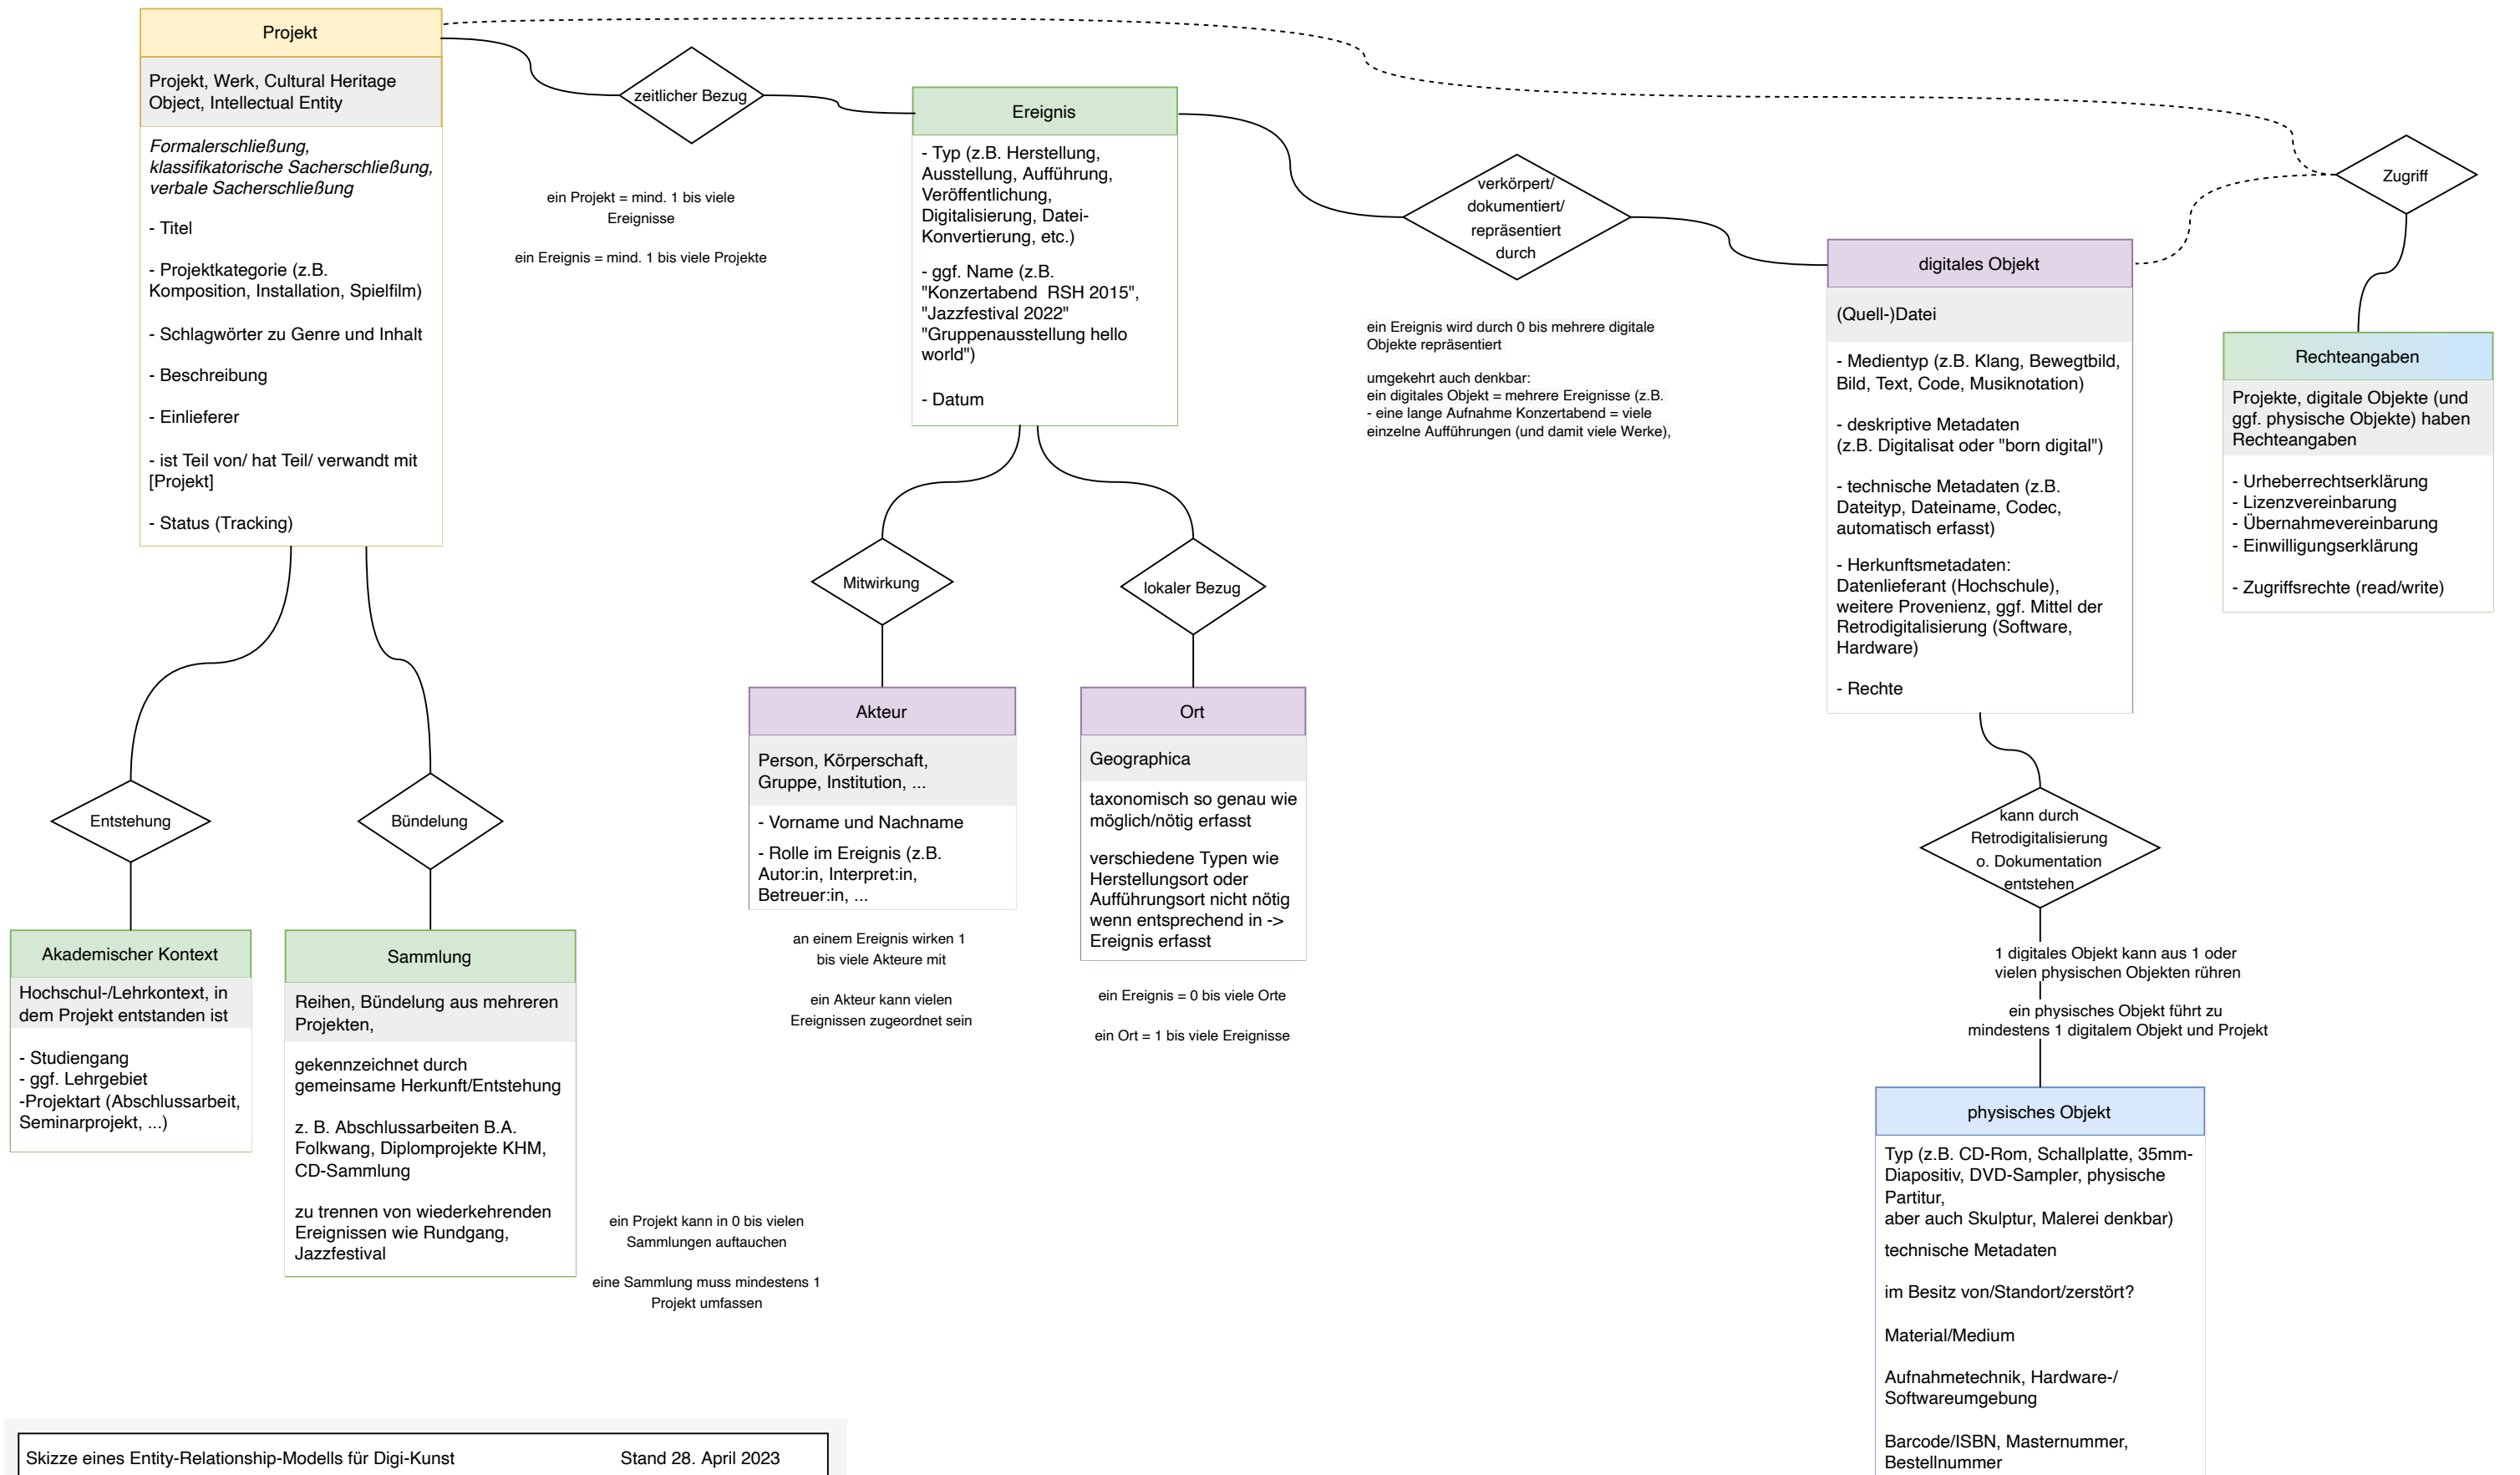 Projekt
Projekt, Werk, Cultural Heritage
Object, Intellectual Entity
Formalerschließung,
klassifikatorische Sacherschließung,
verbale Sacherschließung
- Titel
- Projektkategorie (z.B.
Komposition, Installation, Spielfilm)
- Schlagwörter zu Genre und Inhalt
- Beschreibung
- Einlieferer
- ist Teil von/ hat Teil/ verwandt mit
[Projekt]
- Status (Tracking)
zeitlicher Bezug
ein Projekt = mind. 1 bis viele
Ereignisse
ein Ereignis = mind. 1 bis viele Projekte
Ereignis
- Typ (z.B. Herstellung,
Ausstellung, Aufführung,
Veröffentlichung,
Digitalisierung, Datei-
Konvertierung, etc.)
- ggf. Name (z.B.
"Konzertabend  RSH 2015",
"Jazzfestival 2022"
"Gruppenausstellung hello
world")
- Datum
verkörpert/
dokumentiert/
repräsentiert
durch
ein Ereignis wird durch 0 bis mehrere digitale
Objekte repräsentiert
umgekehrt auch denkbar:
ein digitales Objekt = mehrere Ereignisse (z.B.
- eine lange Aufnahme Konzertabend = viele
einzelne Aufführungen (und damit viele Werke),
digitales Objekt
(Quell-)Datei
- Medientyp (z.B. Klang, Bewegtbild,
Bild, Text, Code, Musiknotation)
- deskriptive Metadaten
(z.B. Digitalisat oder "born digital")
- technische Metadaten (z.B.
Dateityp, Dateiname, Codec,
automatisch erfasst)
- Herkunftsmetadaten:
Datenlieferant (Hochschule),
weitere Provenienz, ggf. Mittel der
Retrodigitalisierung (Software,
Hardware)
- Rechte
Zugriff
Rechteangaben
Projekte, digitale Objekte (und
ggf. physische Objekte) haben
Rechteangaben
- Urheberrechtserklärung
- Lizenzvereinbarung
- Übernahmevereinbarung
- Einwilligungserklärung
- Zugriffsrechte (read/write)
Mitwirkung
lokaler Bezug
Akteur
Person, Körperschaft,
Gruppe, Institution, ...
- Vorname und Nachname
- Rolle im Ereignis (z.B.
Autor:in, Interpret:in,
Betreuer:in, ...
an einem Ereignis wirken 1
bis viele Akteure mit
ein Akteur kann vielen
Ereignissen zugeordnet sein
Ort
Geographica
taxonomisch so genau wie
möglich/nötig erfasst
verschiedene Typen wie
Herstellungsort oder
Aufführungsort nicht nötig
wenn entsprechend in ->
Ereignis erfasst
ein Ereignis = 0 bis viele Orte
ein Ort = 1 bis viele Ereignisse
Entstehung
Bündelung
Akademischer Kontext
Hochschul-/Lehrkontext, in
dem Projekt entstanden ist
- Studiengang
- ggf. Lehrgebiet
-Projektart (Abschlussarbeit,
Seminarprojekt, ...)
Sammlung
Reihen, Bündelung aus mehreren
Projekten,
gekennzeichnet durch
gemeinsame Herkunft/Entstehung
z. B. Abschlussarbeiten B.A.
Folkwang, Diplomprojekte KHM,
CD-Sammlung
zu trennen von wiederkehrenden
Ereignissen wie Rundgang,
Jazzfestival
ein Projekt kann in 0 bis vielen
Sammlungen auftauchen
eine Sammlung muss mindestens 1
Projekt umfassen
kann durch
Retrodigitalisierung
o. Dokumentation
entstehen
1 digitales Objekt kann aus 1 oder
vielen physischen Objekten rühren
ein physisches Objekt führt zu
mindestens 1 digitalem Objekt und Projekt
physisches Objekt
Typ (z.B. CD-Rom, Schallplatte, 35mm-
Diapositiv, DVD-Sampler, physische
Partitur,
aber auch Skulptur, Malerei denkbar)
technische Metadaten
im Besitz von/Standort/zerstört?
Material/Medium
Aufnahmetechnik, Hardware-/
Softwareumgebung
Barcode/ISBN, Masternummer,
Bestellnummer
Skizze eines Entity-Relationship-Modells für Digi-Kunst Stand 28. April 2023